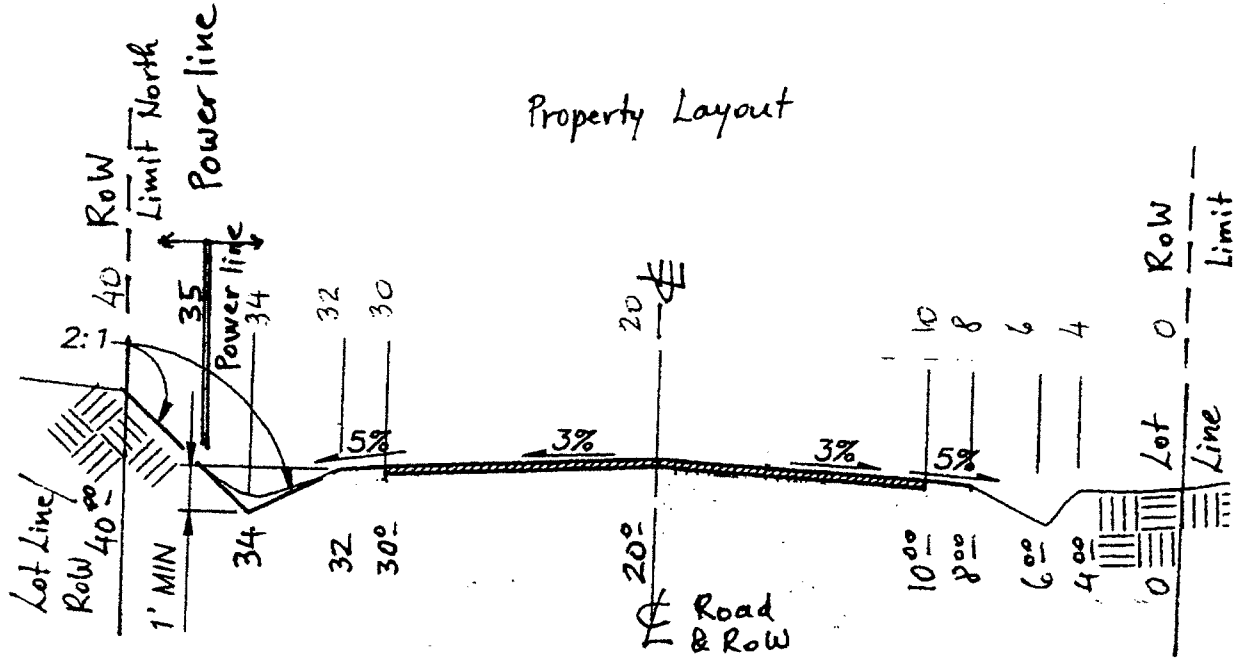 Property Layout
RoW
Limit North
Power line
Power line
40
35
34
32
30
20
℄
10
8
6
4
0
RoW
Limit
2:1
5%
3%
3%
5%
Lot
Line
Lot Line/
RoW 40.00
1' MIN
34
32
30.0
20.0
10.00
8.00
6.00
4.00
0
℄ Road
& RoW